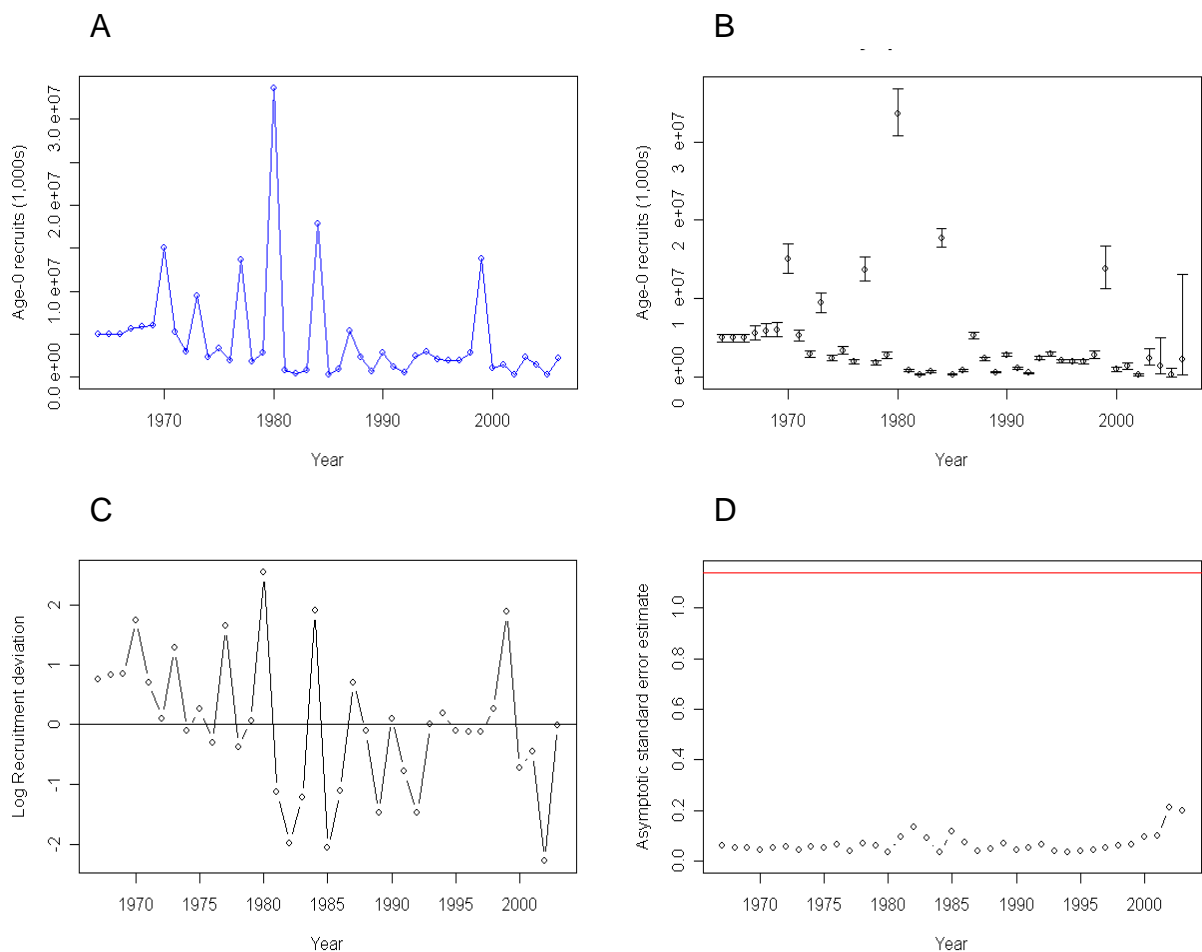 A
B
Age-0 recruits (1,000s)
0.0 e+00
1.0 e+07
2.0 e+07
3.0 e+07
1970
1980
1990
2000
Year
Age-0 recruits (1,000s)
0 e+00
1 e+07
2 e+07
3 e+07
1970
1980
1990
2000
Year
C
D
Log Recruitment deviation
-2
-1
0
1
2
1970
1975
1980
1985
1990
1995
2000
Year
Asymptotic standard error estimate
0.0
0.2
0.4
0.6
0.8
1.0
1970
1975
1980
1985
1990
1995
2000
Year